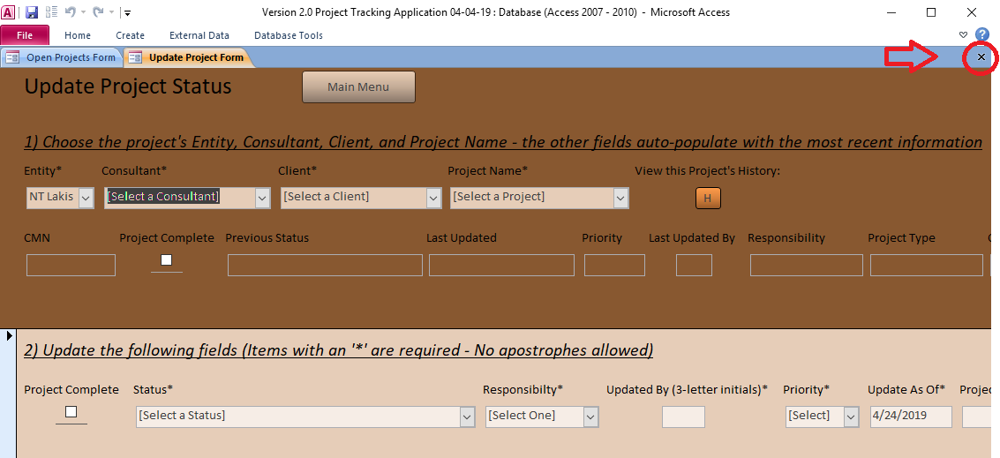 Version 2.0 Project Tracking Application 04-04-19 : Database (Access 2007 - 2010) - Microsoft Access
File Home Create External Data Database Tools
Open Projects Form Update Project Form
Update Project Status Main Menu
1) Choose the project's Entity, Consultant, Client, and Project Name - the other fields auto-populate with the most recent information
Entity* Consultant* Client* Project Name* View this Project's History:
NT Lakis [Select a Consultant] [Select a Client] [Select a Project] H
CMN Project Complete Previous Status Last Updated Priority Last Updated By Responsibility Project Type
2) Update the following fields (Items with an '*' are required - No apostrophes allowed)
Project Complete Status* Responsibilty* Updated By (3-letter initials)* Priority* Update As Of* Projec
[Select a Status] [Select One] [Select] 4/24/2019